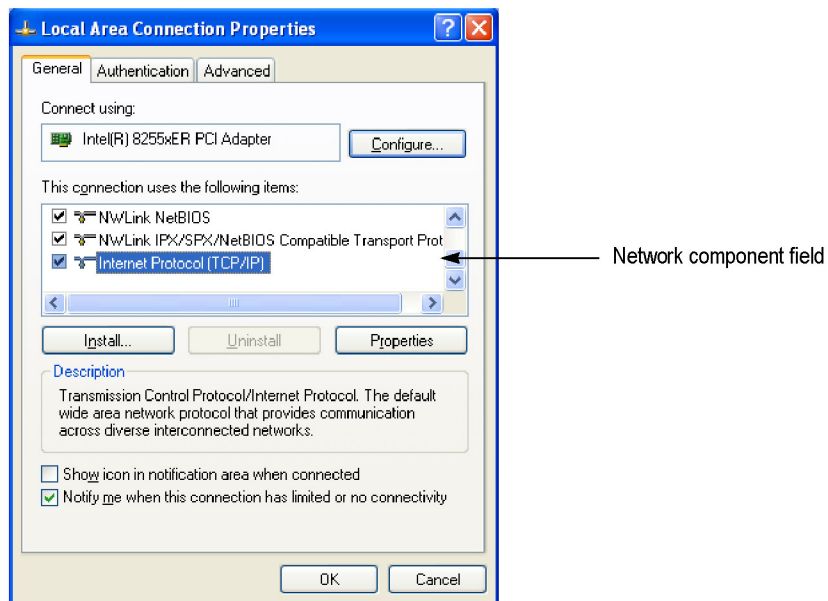 Local Area Connection Properties
General Authentication Advanced
Connect using:
Intel(R) 8255xER PCI Adapter
Configure...
This connection uses the following items:
NWLink NetBIOS
NWLink IPX/SPX/NetBIOS Compatible Transport Prot
Internet Protocol (TCP/IP)
Network component field
Install... Uninstall Properties
Description
Transmission Control Protocol/Internet Protocol. The default
wide area network protocol that provides communication
across diverse interconnected networks.
Show icon in notification area when connected
Notify me when this connection has limited or no connectivity
OK Cancel